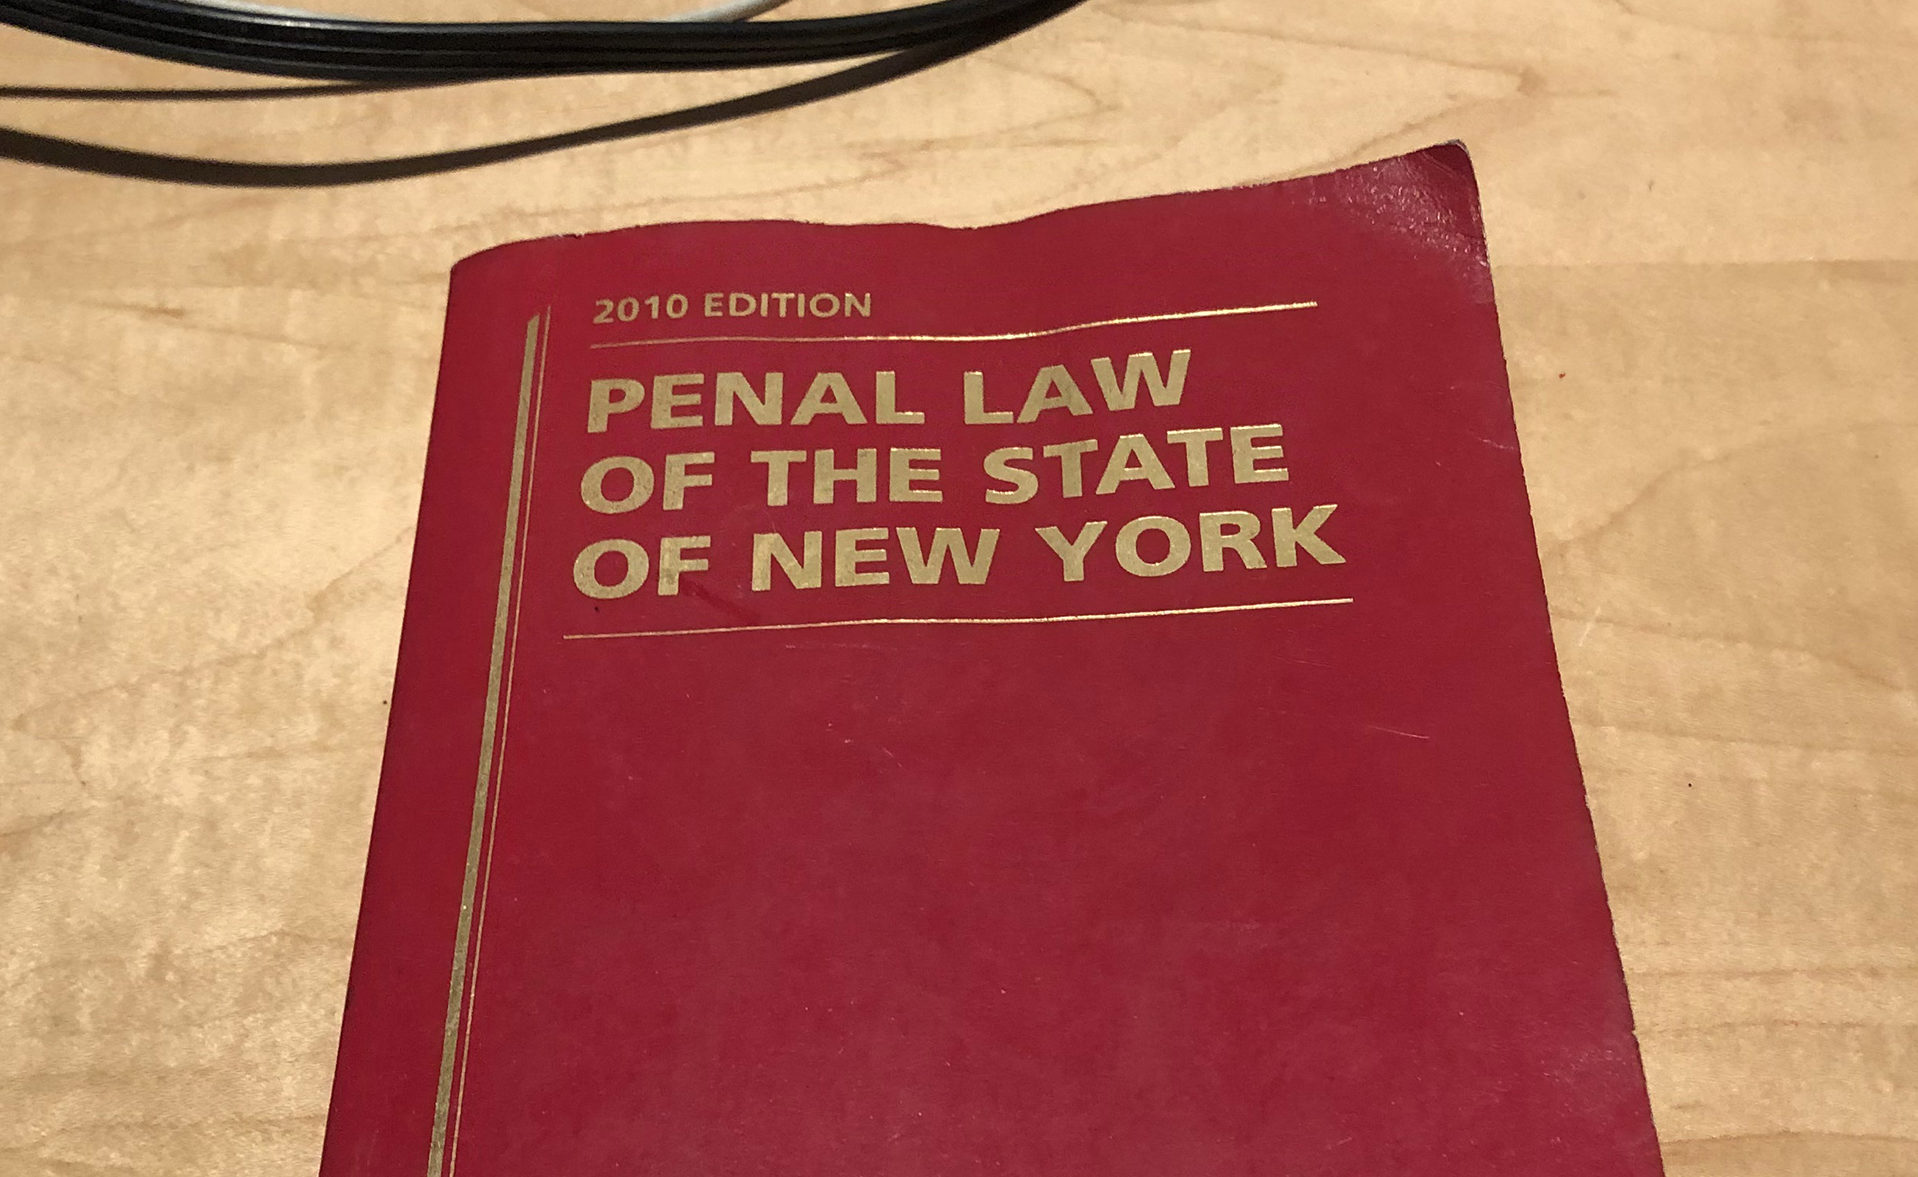 2010 EDITION
PENAL LAW
OF THE STATE
OF NEW YORK